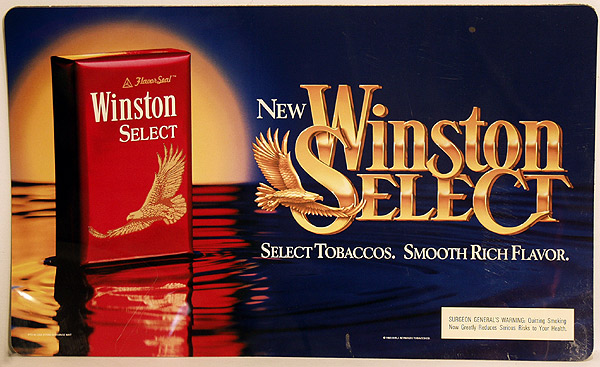 FlavorSeal™
Winston
SELECT
NEW
Winston
SELECT
SELECT TOBACCOS. SMOOTH RICH FLAVOR.
SURGEON GENERAL'S WARNING: Quitting Smoking
Now Greatly Reduces Serious Risks to Your Health.